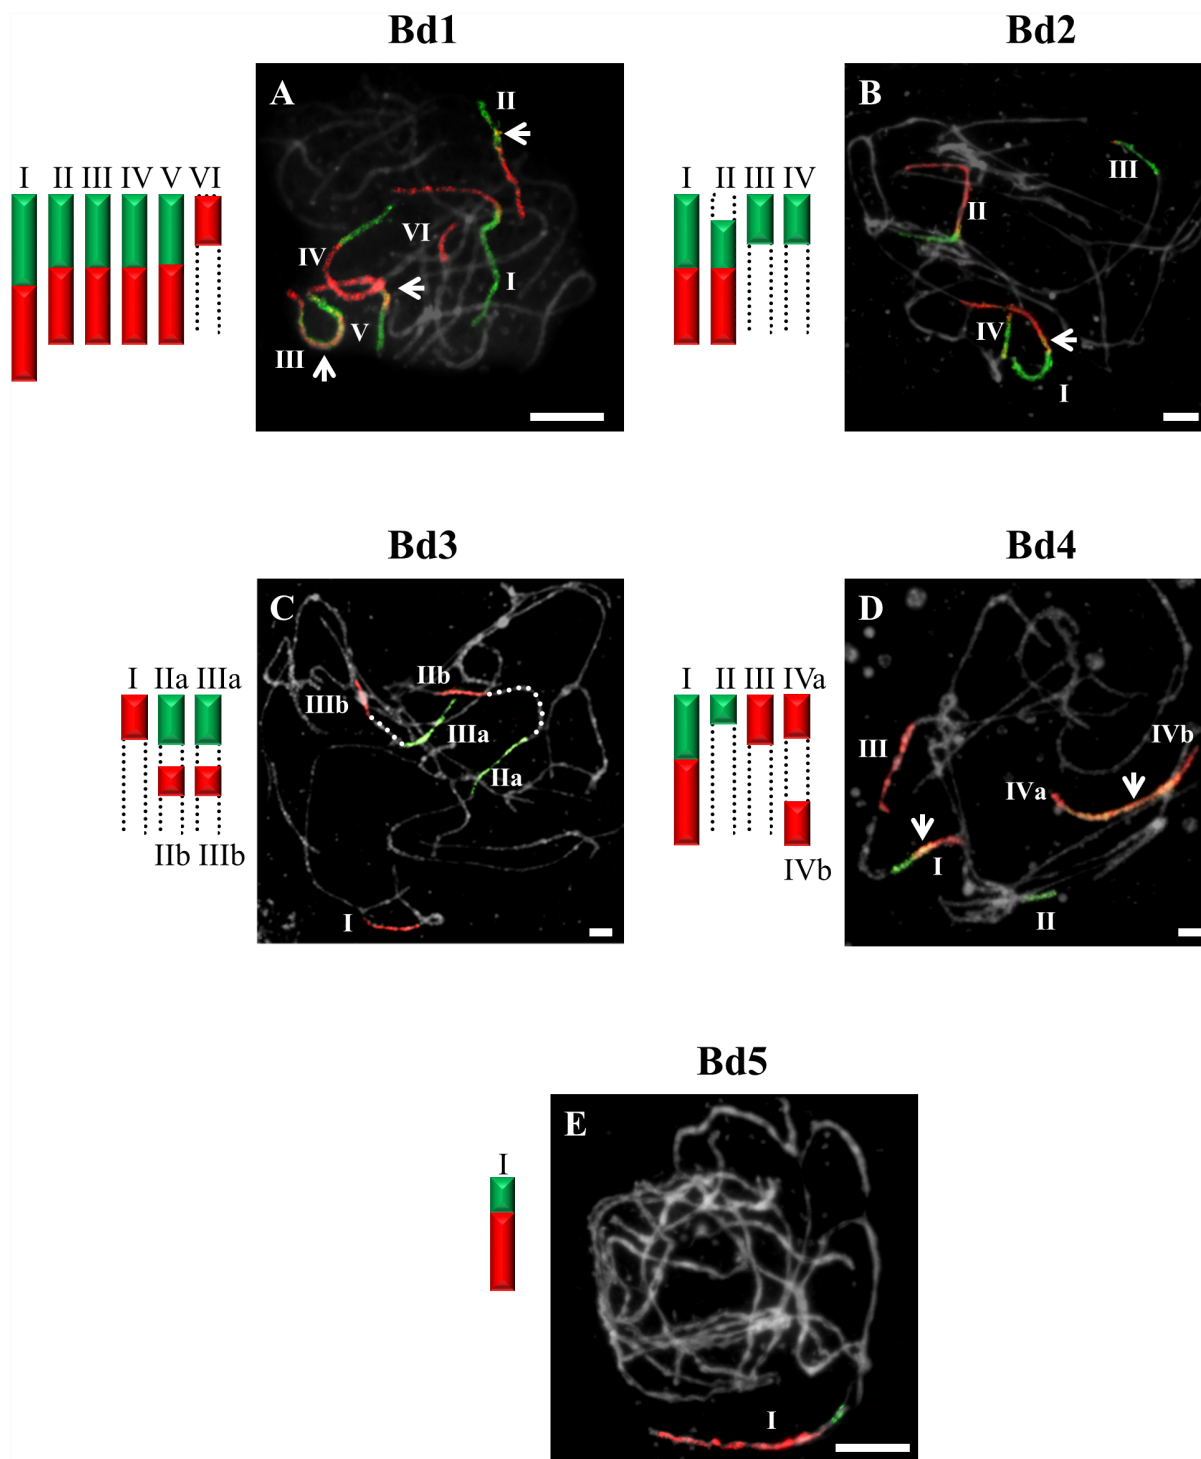 Bd1
Bd2
A
II
I II III IV V VI
IV
VI
I
V
III
B
I II III IV
III
II
IV
I
Bd3
Bd4
C
I IIa IIIa
IIb
IIIb
IIIa
IIa
IIb IIIb
I
D
I II III IVa
III
IVb
IVa
I
IVb
II
Bd5
E
I
I